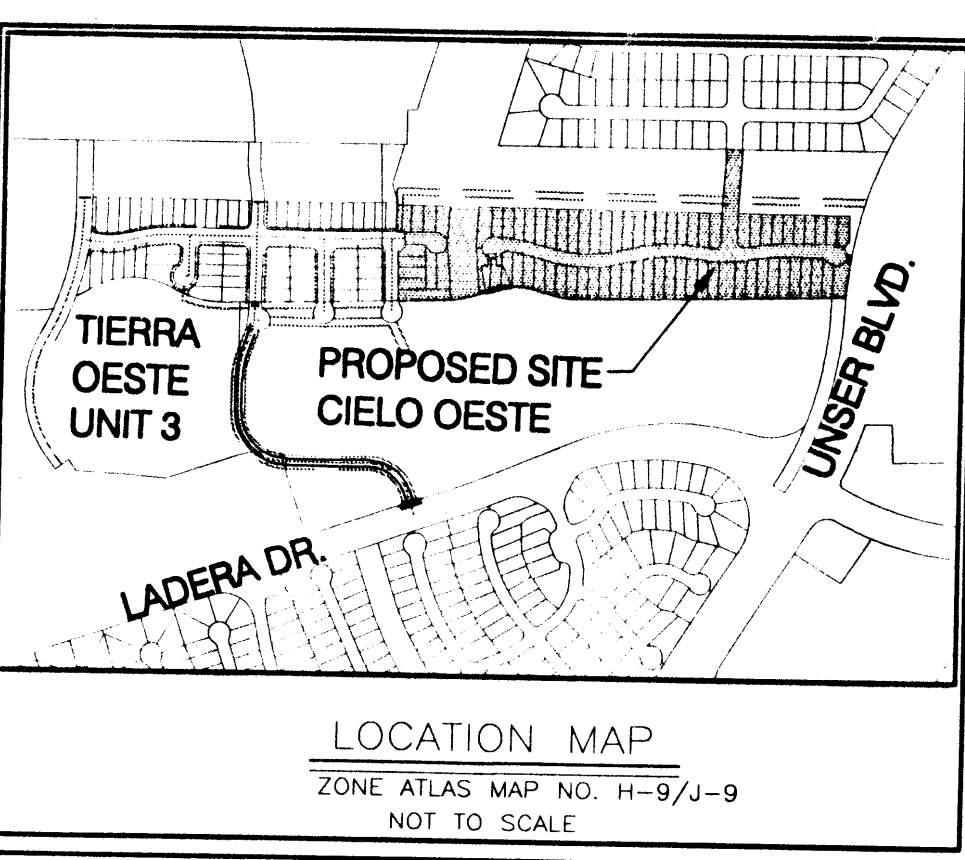 TIERRA
OESTE
UNIT 3
PROPOSED SITE
CIELO OESTE
UNSER BLVD.
LADERA DR.
LOCATION MAP
ZONE ATLAS MAP NO. H-9/J-9
NOT TO SCALE